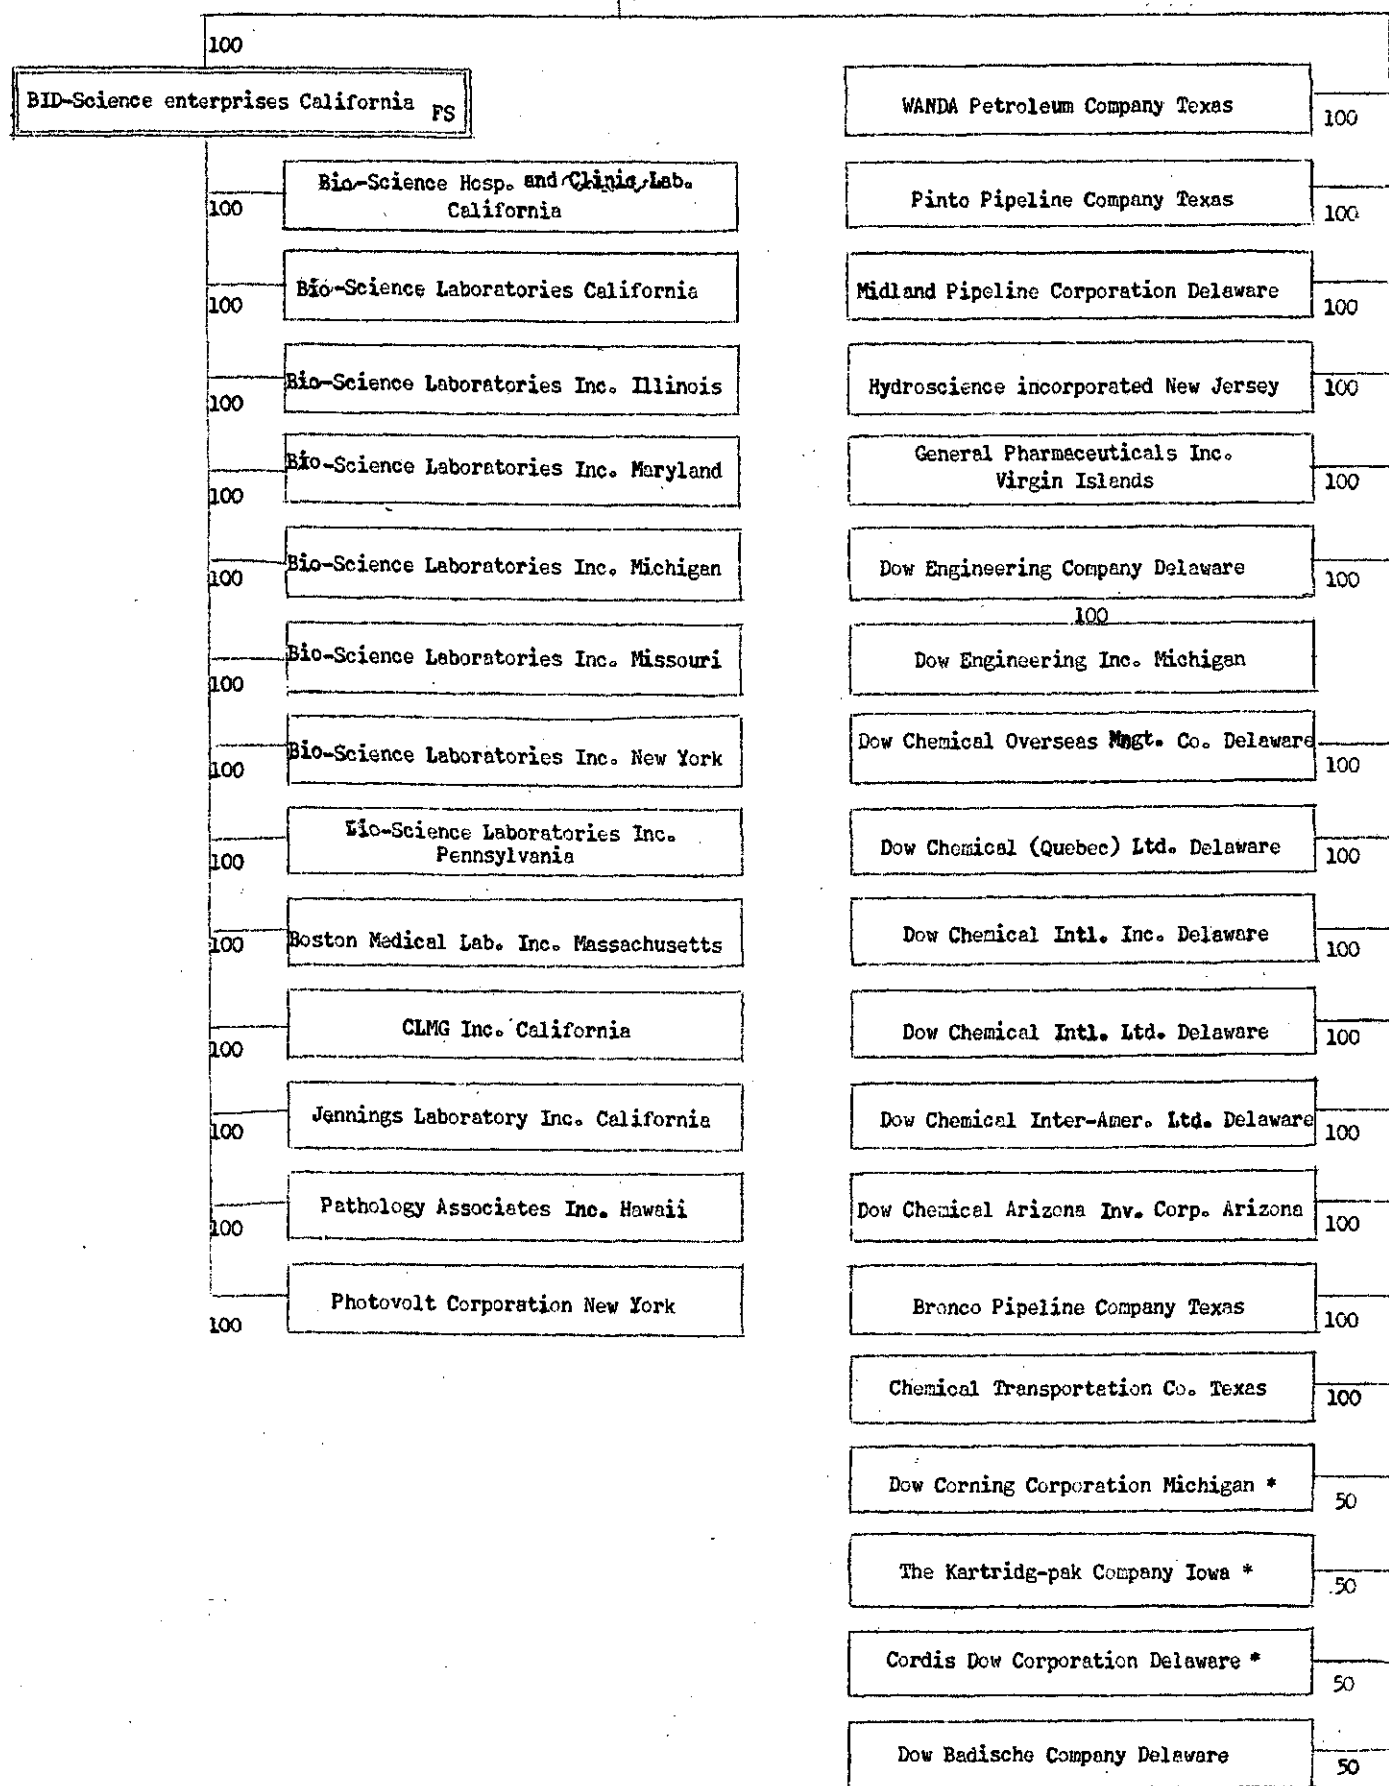 100
BID-Science enterprises California FS
100
Bio-Science Hosp. and Clinic Lab.
California
100
Bio-Science Laboratories California
100
Bio-Science Laboratories Inc. Illinois
100
Bio-Science Laboratories Inc. Maryland
100
Bio-Science Laboratories Inc. Michigan
100
Bio-Science Laboratories Inc. Missouri
100
Bio-Science Laboratories Inc. New York
100
Bio-Science Laboratories Inc.
Pennsylvania
100
Boston Medical Lab. Inc. Massachusetts
100
CLMG Inc. California
100
Jennings Laboratory Inc. California
100
Pathology Associates Inc. Hawaii
100
Photovolt Corporation New York
100
WANDA Petroleum Company Texas
100
Pinto Pipeline Company Texas
100
Midland Pipeline Corporation Delaware
100
Hydroscience incorporated New Jersey
100
General Pharmaceuticals Inc.
Virgin Islands
100
Dow Engineering Company Delaware
100
100
Dow Engineering Inc. Michigan
Dow Chemical Overseas Mngt. Co. Delaware
100
Dow Chemical (Quebec) Ltd. Delaware
100
Dow Chemical Intl. Inc. Delaware
100
Dow Chemical Intl. Ltd. Delaware
100
Dow Chemical Inter-Amer. Ltd. Delaware
100
Dow Chemical Arizona Inv. Corp. Arizona
100
Bronco Pipeline Company Texas
100
Chemical Transportation Co. Texas
100
Dow Corning Corporation Michigan *
50
The Kartridg-pak Company Iowa *
50
Cordis Dow Corporation Delaware *
50
Dow Badische Company Delaware
50